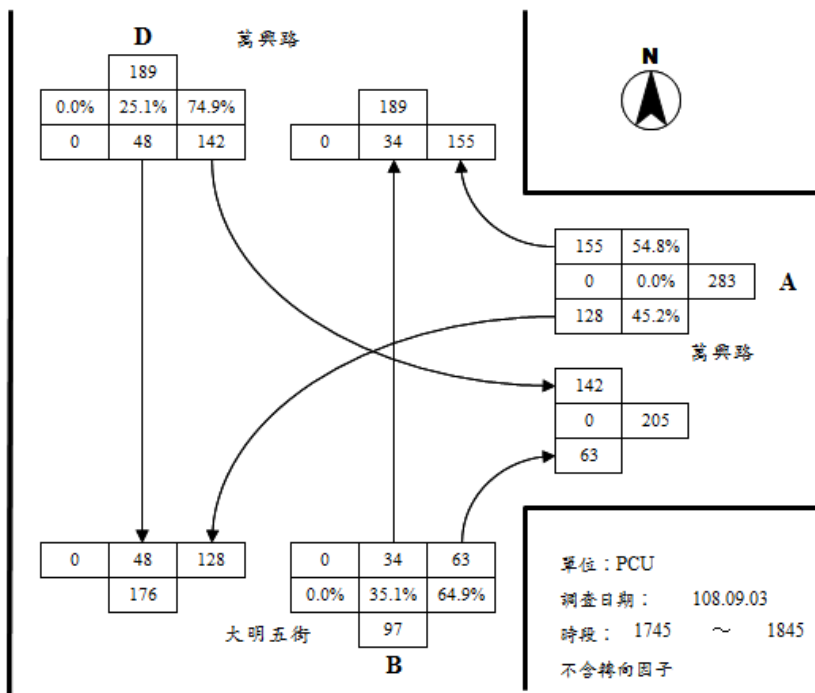 D 萬興路
189
0.0% 25.1% 74.9%
0 48 142
189
0 34 155
N
155 54.8%
0 0.0% 283
128 45.2%
A
萬興路
142
0 205
63
0 48 128
176
0 34 63
0.0% 35.1% 64.9%
97
大明五街
B
單位：PCU
調查日期： 108.09.03
時段： 1745 ～ 1845
不含轉向因子